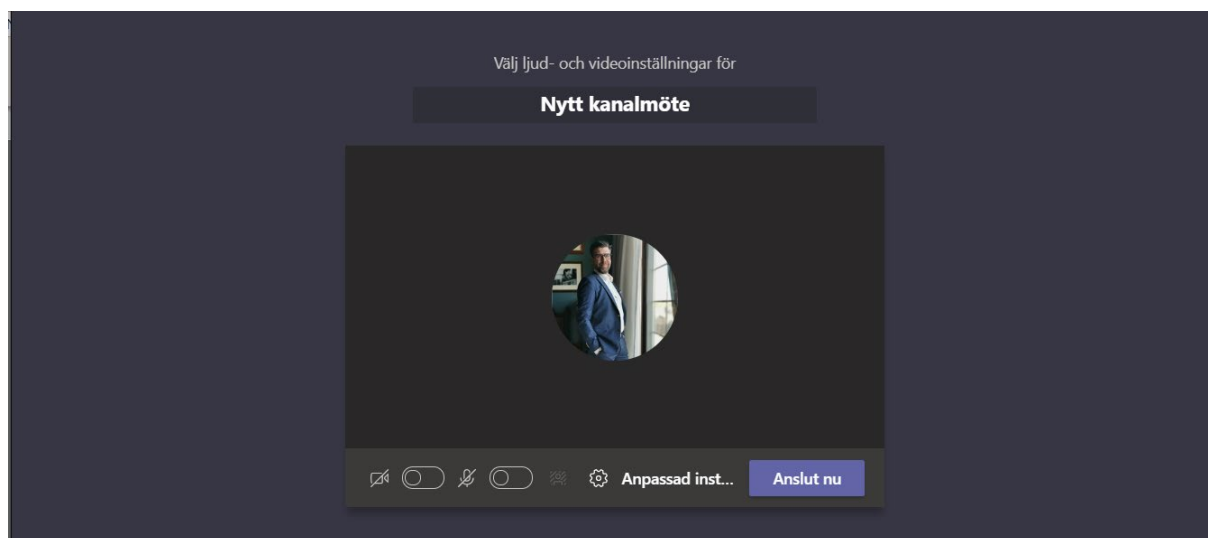 Välj ljud- och videoinställningar för
Nytt kanalmöte
Anpassad inst...
Anslut nu